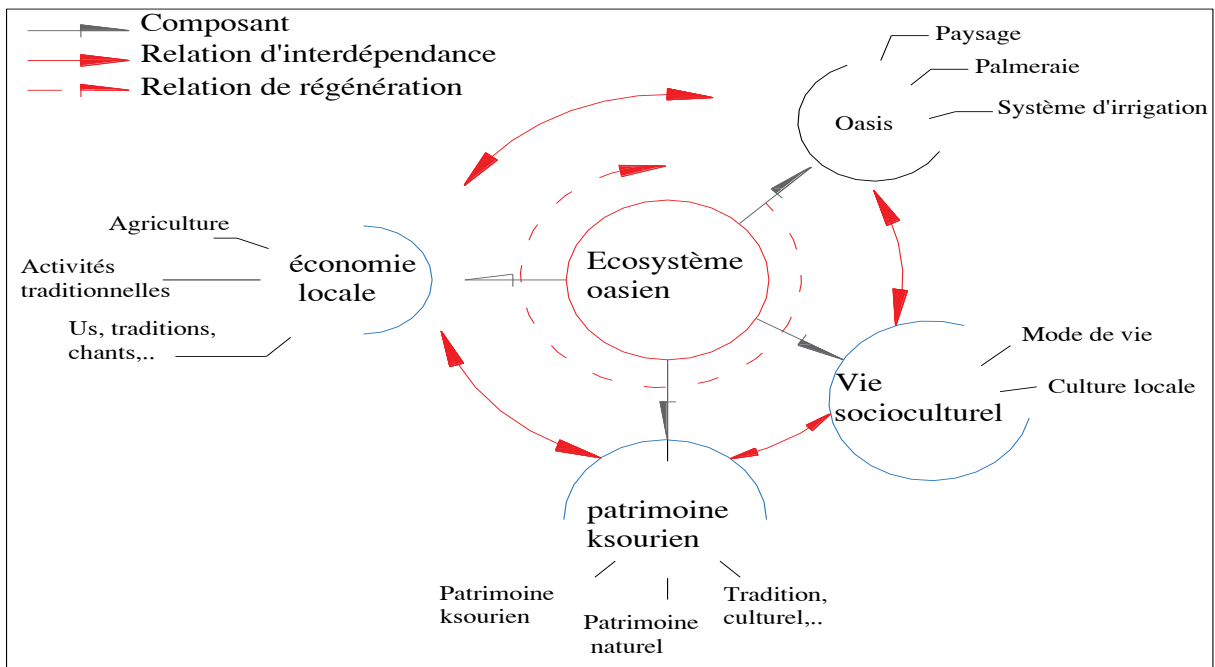 Composant
Relation d'interdépendance
Relation de régénération
Paysage
Palmeraie
Système d'irrigation
Oasis
Agriculture
Activités
traditionnelles
Us, traditions,
chants,..
économie
locale
Ecosystème
oasien
Mode de vie
Culture locale
Vie
socioculturel
patrimoine
ksourien
Patrimoine
ksourien
Patrimoine
naturel
Tradition,
culturel,..